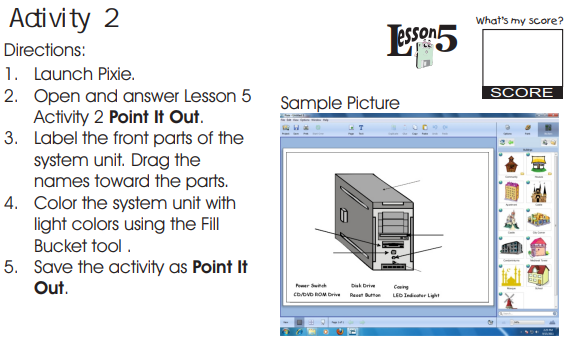 Activity 2
Lesson 5
What's my score?
SCORE
Directions:
1. Launch Pixie.
2. Open and answer Lesson 5
Activity 2 Point It Out.
3. Label the front parts of the
system unit. Drag the
names toward the parts.
4. Color the system unit with
light colors using the Fill
Bucket tool .
5. Save the activity as Point It
Out.
Sample Picture
Power Switch Disk Drive Casing
CD/DVD ROM Drive Reset Button LED Indicator Light